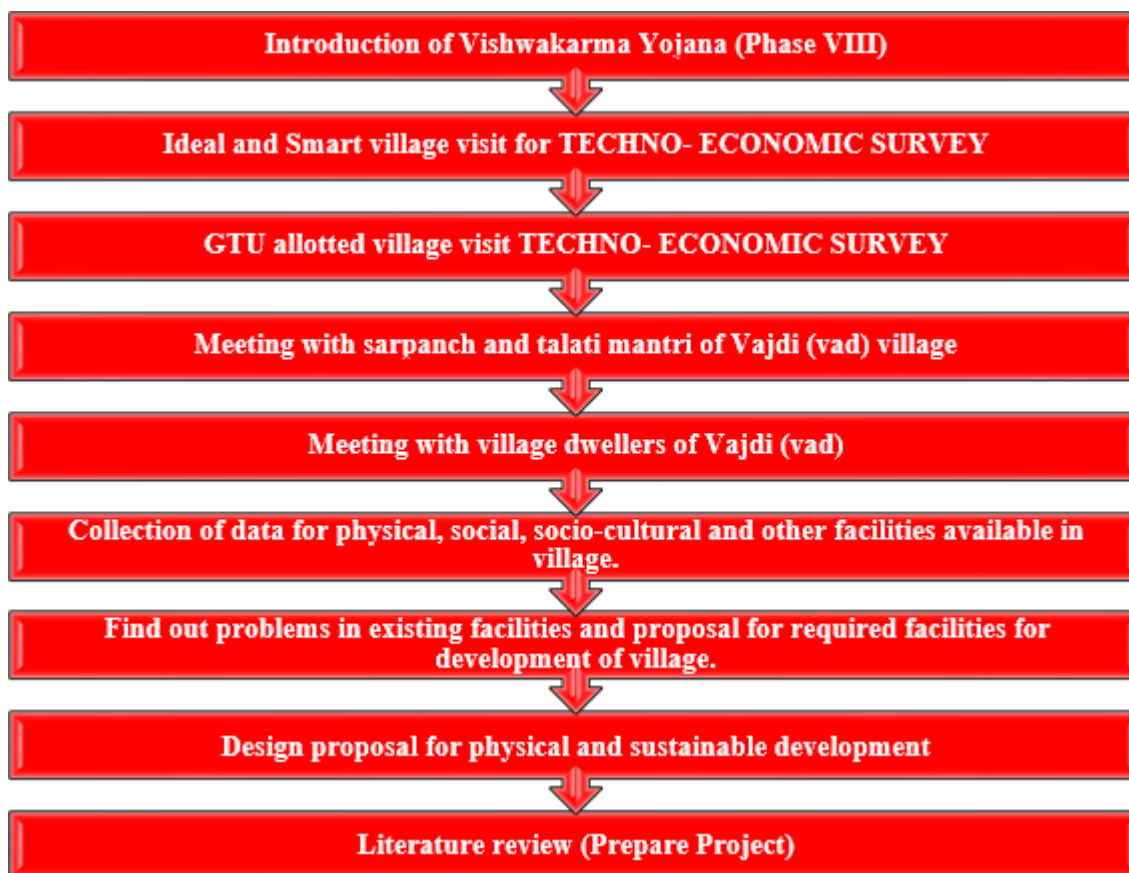 Introduction of Vishwakarma Yojana (Phase VIII)
Ideal and Smart village visit for TECHNO- ECONOMIC SURVEY
GTU allotted village visit TECHNO- ECONOMIC SURVEY
Meeting with sarpanch and talati mantri of Vajdi (vad) village
Meeting with village dwellers of Vajdi (vad)
Collection of data for physical, social, socio-cultural and other facilities available in
village.
Find out problems in existing facilities and proposal for required facilities for
development of village.
Design proposal for physical and sustainable development
Literature review (Prepare Project)